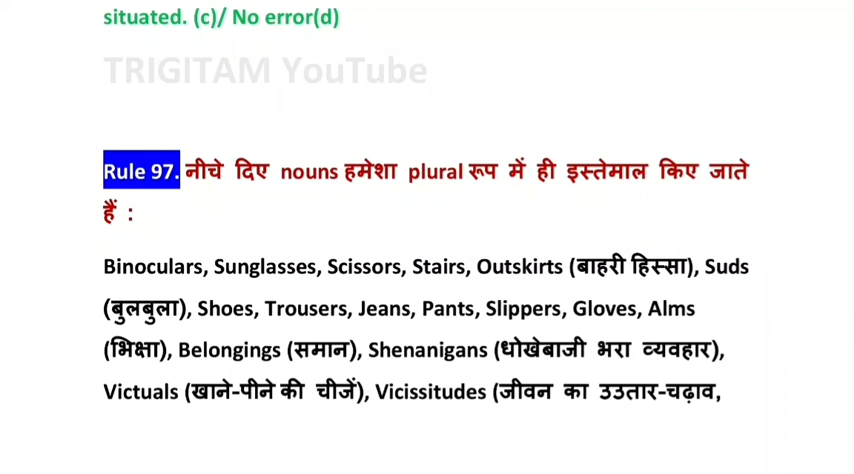 situated. (c)/ No error(d)
TRIGITAM YouTube
Rule 97. नीचे दिए nouns हमेशा plural रूप में ही इस्तेमाल किए जाते
हैं :
Binoculars, Sunglasses, Scissors, Stairs, Outskirts (बाहरी हिस्सा), Suds
(बुलबुला), Shoes, Trousers, Jeans, Pants, Slippers, Gloves, Alms
(भिक्षा), Belongings (समान), Shenanigans (धोखेबाजी भरा व्यवहार),
Victuals (खाने-पीने की चीजें), Vicissitudes (जीवन का उउतार-चढ़ाव,